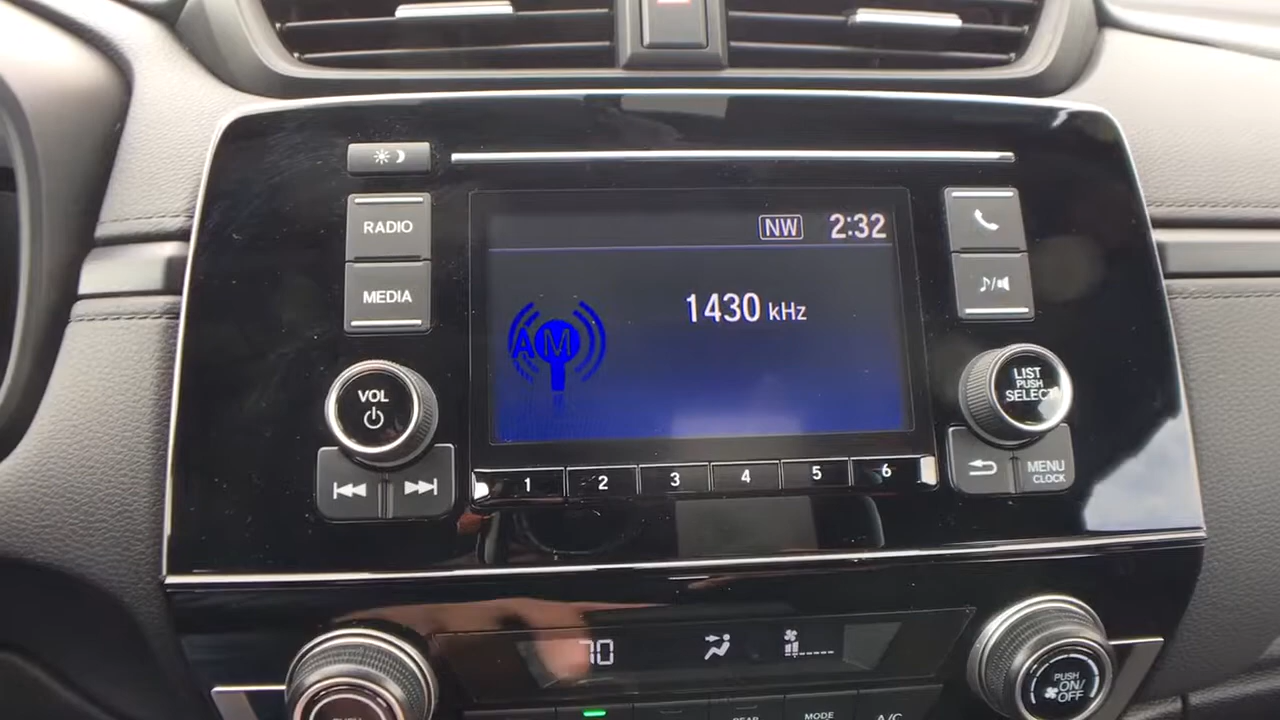 RADIO
MEDIA
VOL
NW 2:32
1430 kHz
AM
1 2 3 4 5 6
LIST
PUSH
SELECT
MENU
CLOCK
70
PUSH
ON/
OFF
REAR
MODE
A/C